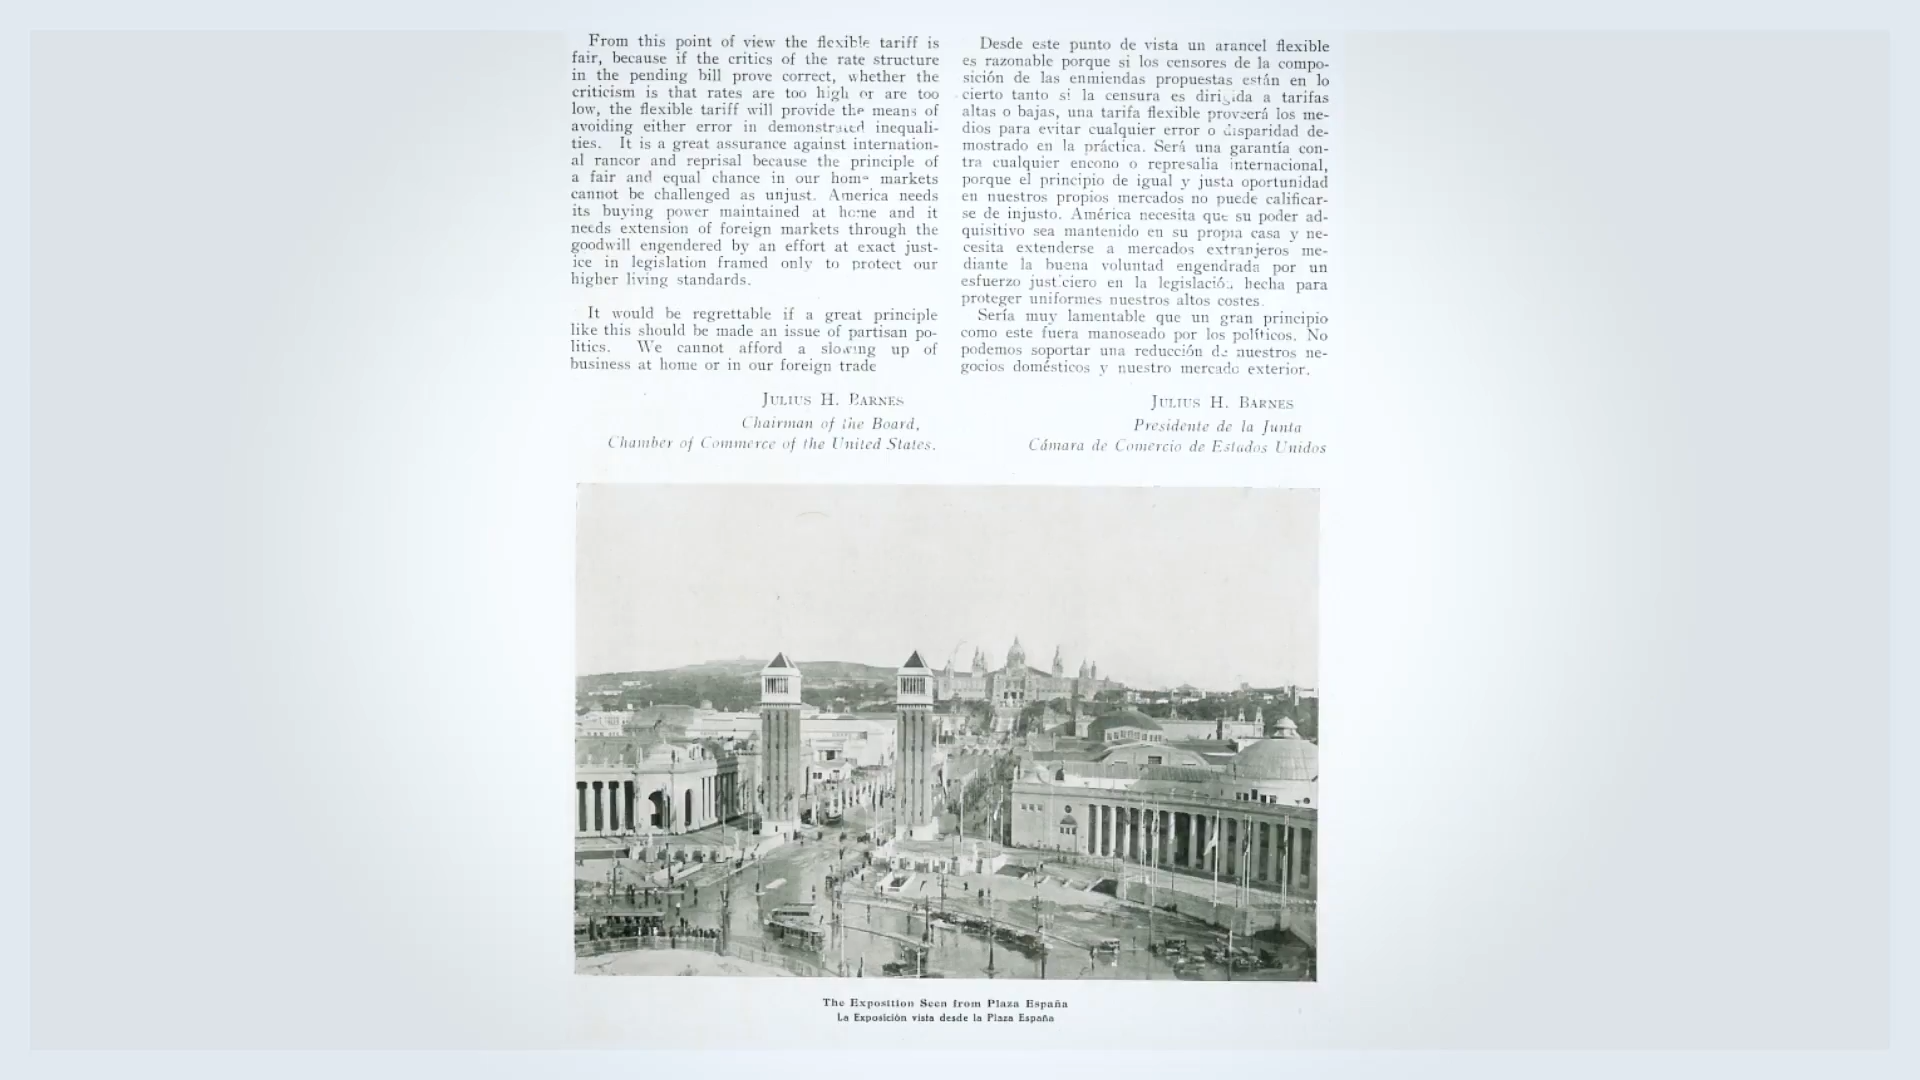 From this point of view the flexible tariff is
fair, because if the critics of the rate structure
in the pending bill prove correct, whether the
criticism is that rates are too high or are too
low, the flexible tariff will provide the means of
avoiding either error in demonstrated inequali-
ties. It is a great assurance against internation-
al rancor and reprisal because the principle of
a fair and equal chance in our home markets
cannot be challenged as unjust. America needs
its buying power maintained at home and it
needs extension of foreign markets through the
goodwill engendered by an effort at exact just-
ice in legislation framed only to protect our
higher living standards.
It would be regrettable if a great principle
like this should be made an issue of partisan po-
litics. We cannot afford a slowing up of
business at home or in our foreign trade
JULIUS H. BARNES
Chairman of the Board,
Chamber of Commerce of the United States.
Desde este punto de vista un arancel flexible
es razonable porque si los censores de la compo-
sición de las enmiendas propuestas están en lo
cierto tanto si la censura es dirigida a tarifas
altas o bajas, una tarifa flexible proveerá los me-
dios para evitar cualquier error o disparidad de-
mostrado en la práctica. Será una garantía con-
tra cualquier encono o represalia internacional,
porque el principio de igual y justa oportunidad
en nuestros propios mercados no puede calificar-
se de injusto. América necesita que su poder ad-
quisitivo sea mantenido en su propia casa y ne-
cesita extenderse a mercados extranjeros me-
diante la buena voluntad engendrada por un
esfuerzo justiciero en la legislación, hecha para
proteger uniformes nuestros altos costes.
Sería muy lamentable que un gran principio
como este fuera manoseado por los políticos. No
podemos soportar una reducción de nuestros ne-
gocios domésticos y nuestro mercado exterior.
JULIUS H. BARNES
Presidente de la Junta
Cámara de Comercio de Estados Unidos
The Exposition Seen from Plaza España
La Exposición vista desde la Plaza España